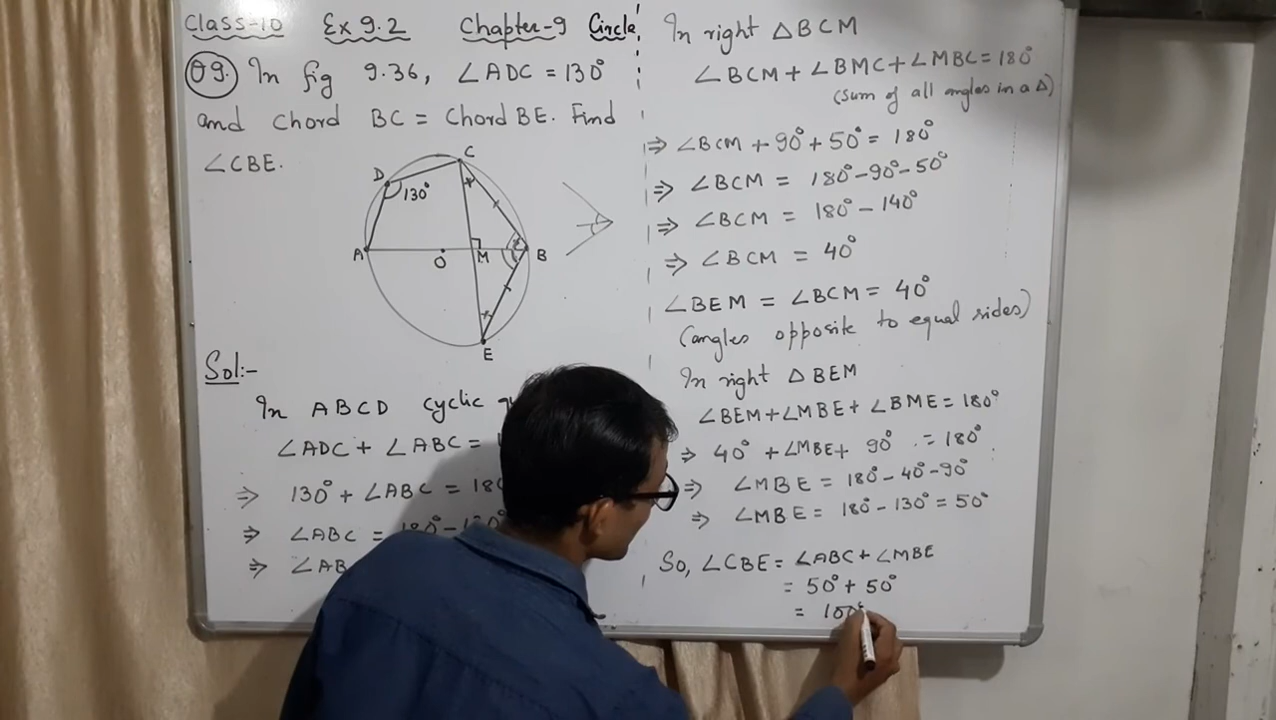 Class-10 Ex 9.2 Chapter-9 Circle
Q9. In fig 9.36, ∠ADC = 130°
and chord BC = Chord BE. Find
∠CBE.
C
D
130°
A
O
M
B
E
Sol:-
In ABCD cyclic
∠ADC + ∠ABC =
⇒ 130° + ∠ABC = 180
⇒ ∠ABC = 180° - 130°
⇒ ∠AB
In right △BCM
∠BCM + ∠BMC + ∠MBC = 180°
(Sum of all angles in a △)
⇒ ∠BCM + 90° + 50° = 180°
⇒ ∠BCM = 180° - 90° - 50°
⇒ ∠BCM = 180° - 140°
⇒ ∠BCM = 40°
∠BEM = ∠BCM = 40°
(angles opposite to equal sides)
In right △BEM
∠BEM + ∠MBE + ∠BME = 180°
⇒ 40° + ∠MBE + 90° = 180°
⇒ ∠MBE = 180° - 40° - 90°
⇒ ∠MBE = 180° - 130° = 50°
So, ∠CBE = ∠ABC + ∠MBE
= 50° + 50°
= 100°